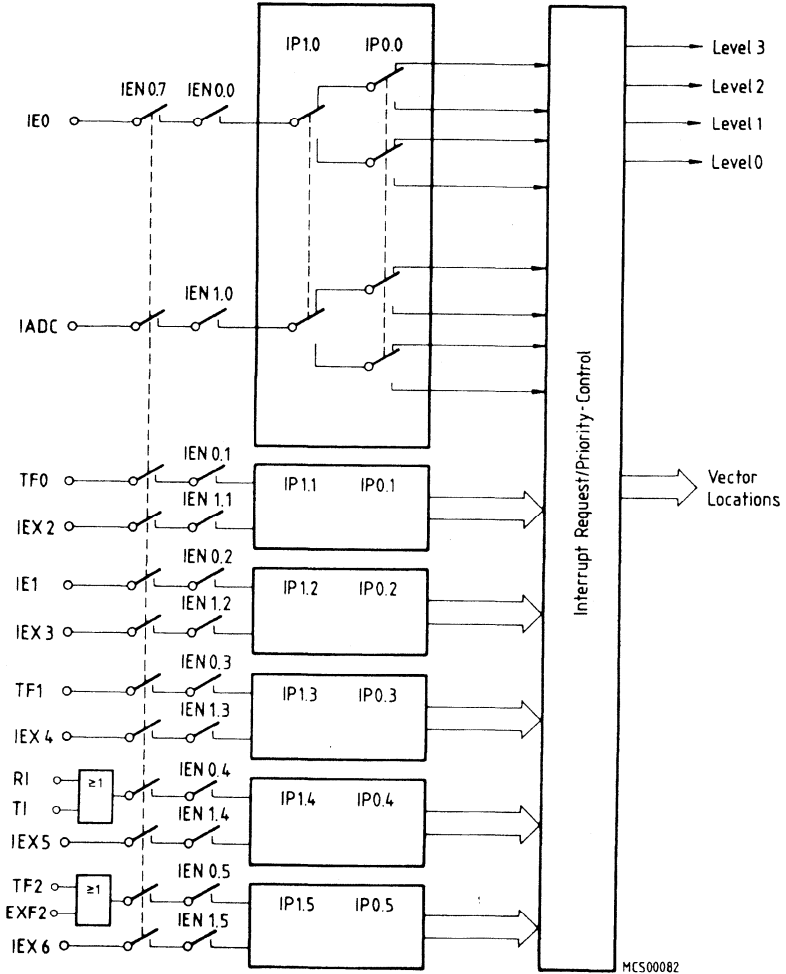 IP1.0 IP0.0
Level 3
IEN 0.7 IEN 0.0
Level 2
IE0
Level 1
Level 0
IEN 1.0
IADC
Interrupt Request/Priority-Control
IEN 0.1
TF0
IP1.1 IP0.1
Vector
Locations
IEN 1.1
IEX 2
IEN 0.2
IE1
IP1.2 IP0.2
IEN 1.2
IEX 3
IEN 0.3
TF1
IP1.3 IP0.3
IEN 1.3
IEX 4
IEN 0.4
RI
≥1
IP1.4 IP0.4
TI
IEN 1.4
IEX5
IEN 0.5
TF2
≥1
IP1.5 IP0.5
EXF2
IEN 1.5
IEX 6
MCS00082